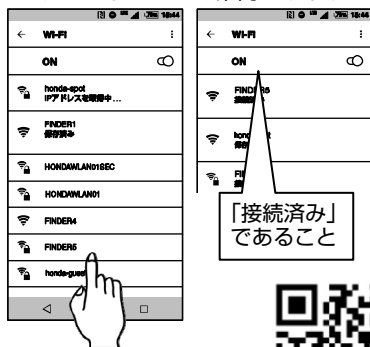 18:44
← WI-FI
ON
honda-spot
IPアドレスを取得中...
FINDER1
保存済み
HONDAWLAN01SEC
HONDAWLAN01
FINDER4
FINDER5
honda-guest
18:44
← WI-FI
ON
「接続済み」
であること